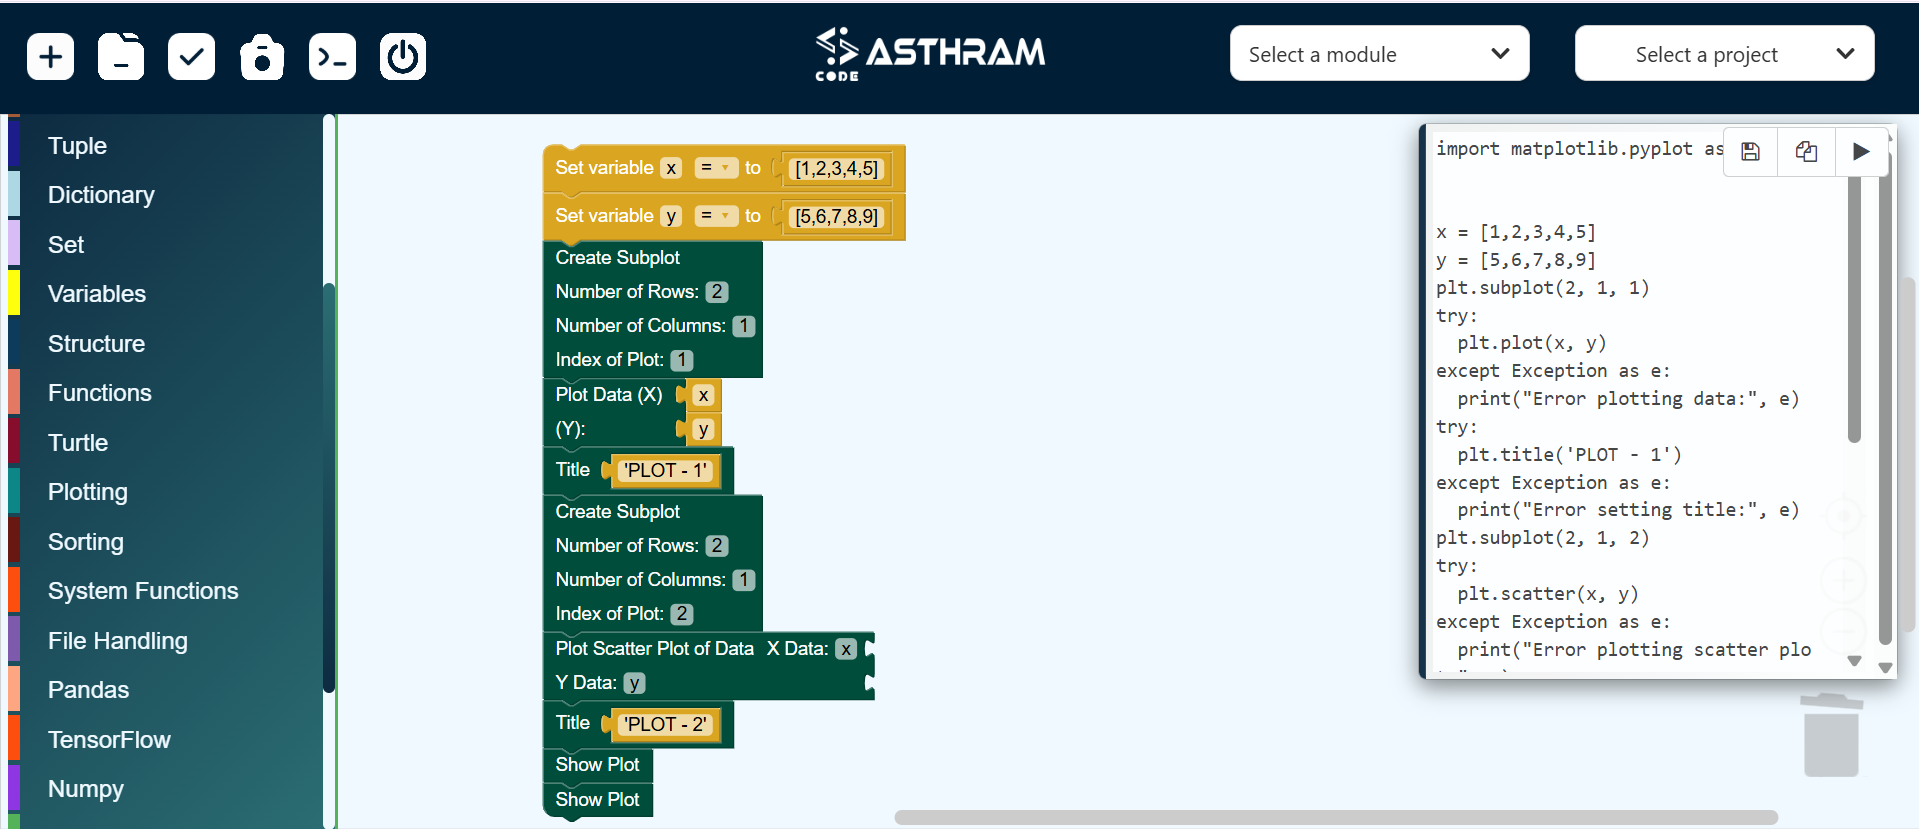 ASTHRAM
CODE
Select a module
Select a project
Tuple
Dictionary
Set
Variables
Structure
Functions
Turtle
Plotting
Sorting
System Functions
File Handling
Pandas
TensorFlow
Numpy
Set variable x = to [1,2,3,4,5]
Set variable y = to [5,6,7,8,9]
Create Subplot
Number of Rows: 2
Number of Columns: 1
Index of Plot: 1
Plot Data (X) x
(Y): y
Title 'PLOT - 1'
Create Subplot
Number of Rows: 2
Number of Columns: 1
Index of Plot: 2
Plot Scatter Plot of Data X Data: x
Y Data: y
Title 'PLOT - 2'
Show Plot
Show Plot
import matplotlib.pyplot as
x = [1,2,3,4,5]
y = [5,6,7,8,9]
plt.subplot(2, 1, 1)
try:
  plt.plot(x, y)
except Exception as e:
  print("Error plotting data:", e)
try:
  plt.title('PLOT - 1')
except Exception as e:
  print("Error setting title:", e)
plt.subplot(2, 1, 2)
try:
  plt.scatter(x, y)
except Exception as e:
  print("Error plotting scatter plo